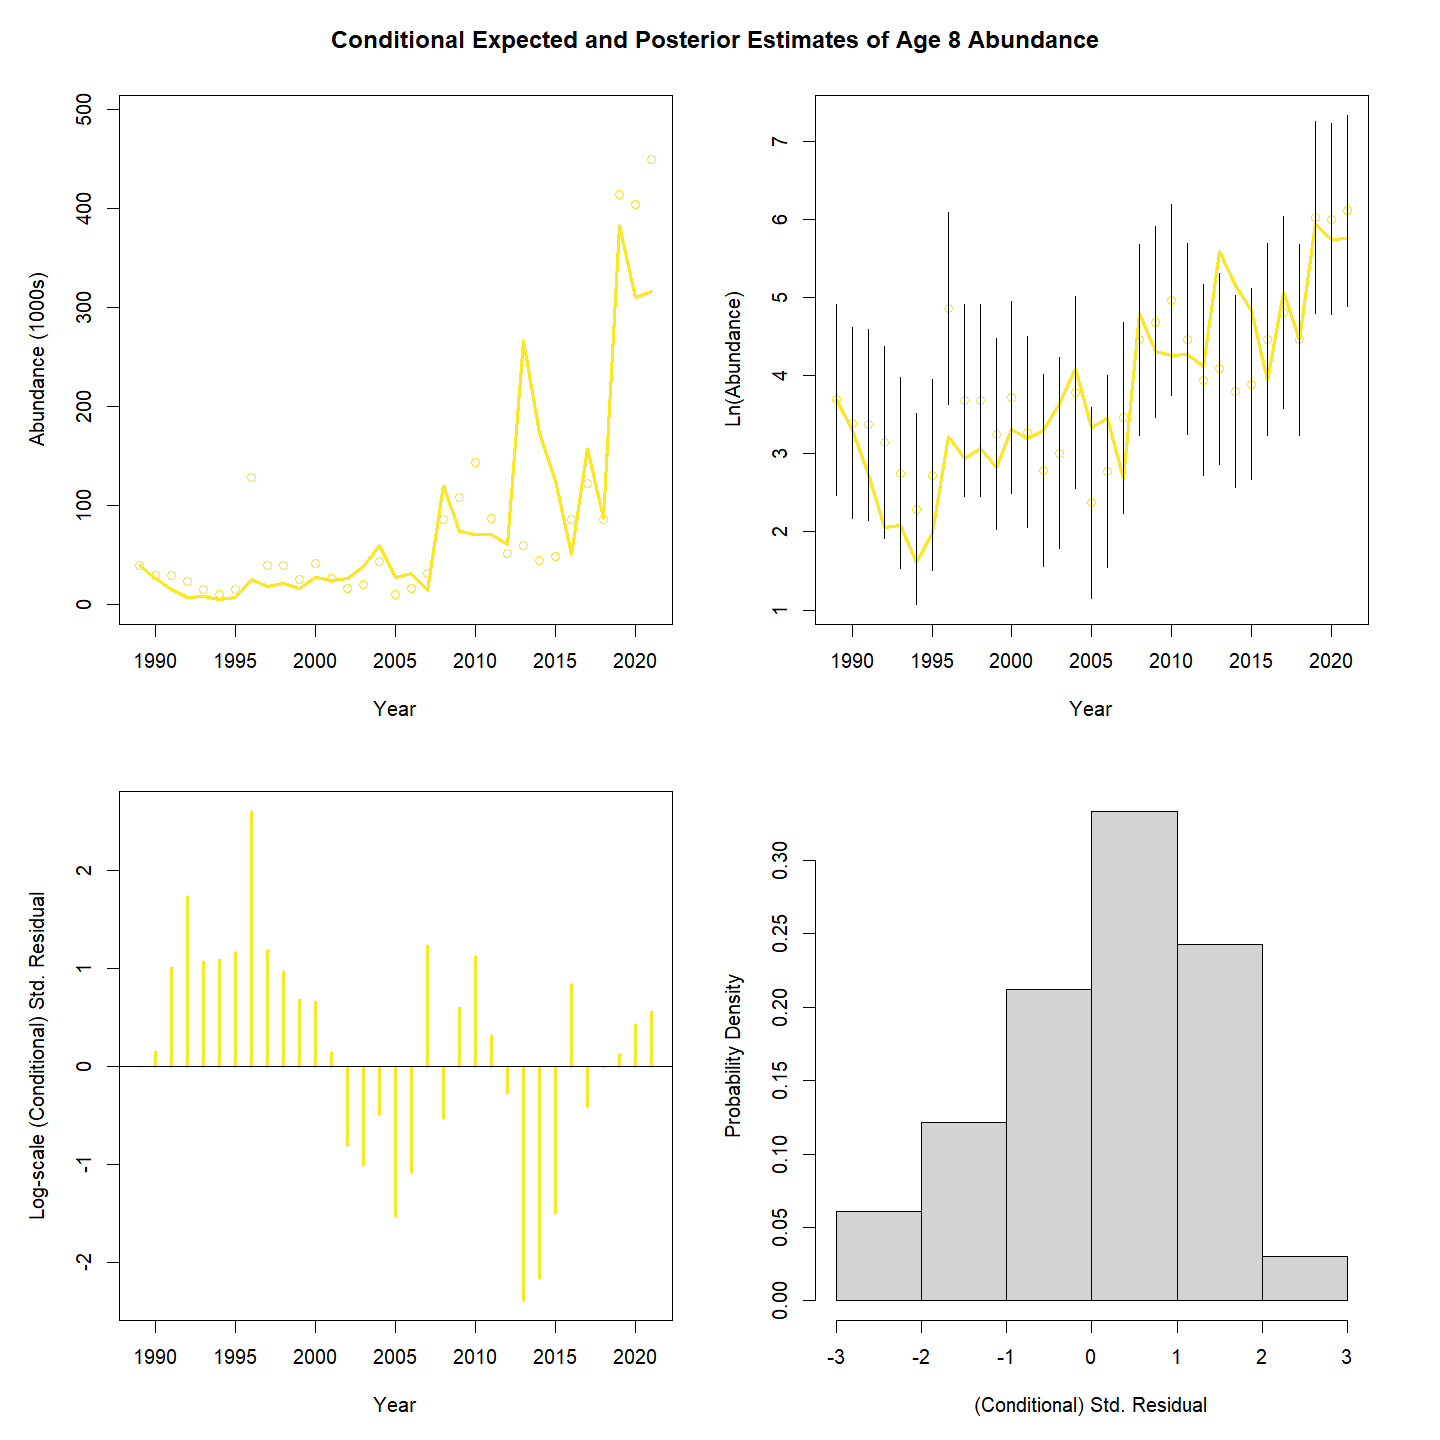 Conditional Expected and Posterior Estimates of Age 8 Abundance
Abundance (1000s)
500
400
300
200
100
0
1990 1995 2000 2005 2010 2015 2020
Year
Ln(Abundance)
7
6
5
4
3
2
1
1990 1995 2000 2005 2010 2015 2020
Year
Log-scale (Conditional) Std. Residual
2
1
0
-1
-2
1990 1995 2000 2005 2010 2015 2020
Year
Probability Density
0.30
0.25
0.20
0.15
0.10
0.05
0.00
-3 -2 -1 0 1 2 3
(Conditional) Std. Residual